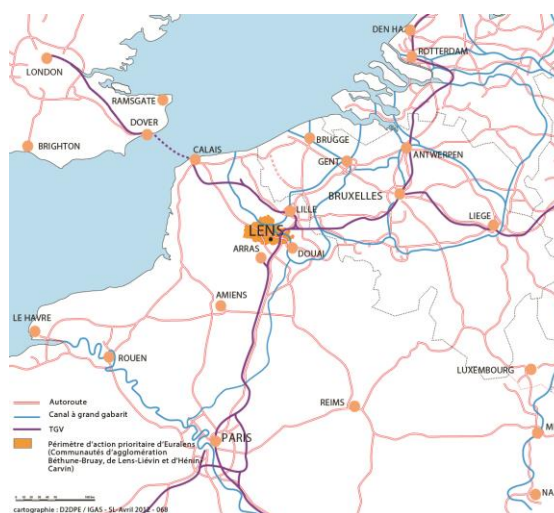 DEN HA
ROTTERDAM
LONDON
RAMSGATE
DOVER
BRIGHTON
CALAIS
BRUGGE
GENT
ANTWERPEN
BRUXELLES
LILLE
LIEGE
LENS
ARRAS
DOUAI
AMIENS
LE HAVRE
ROUEN
LUXEMBOURG
REIMS
PARIS
NA
Autoroute
Canal à grand gabarit
TGV
Périmètre d'action prioritaire d'Euralens
(Communautés d'agglomération
Béthune-Bruay, de Lens-Liévin et d'Hénin-
Carvin)
cartographie : D2DPE / IGAS - SL-Avril 2012 - 068